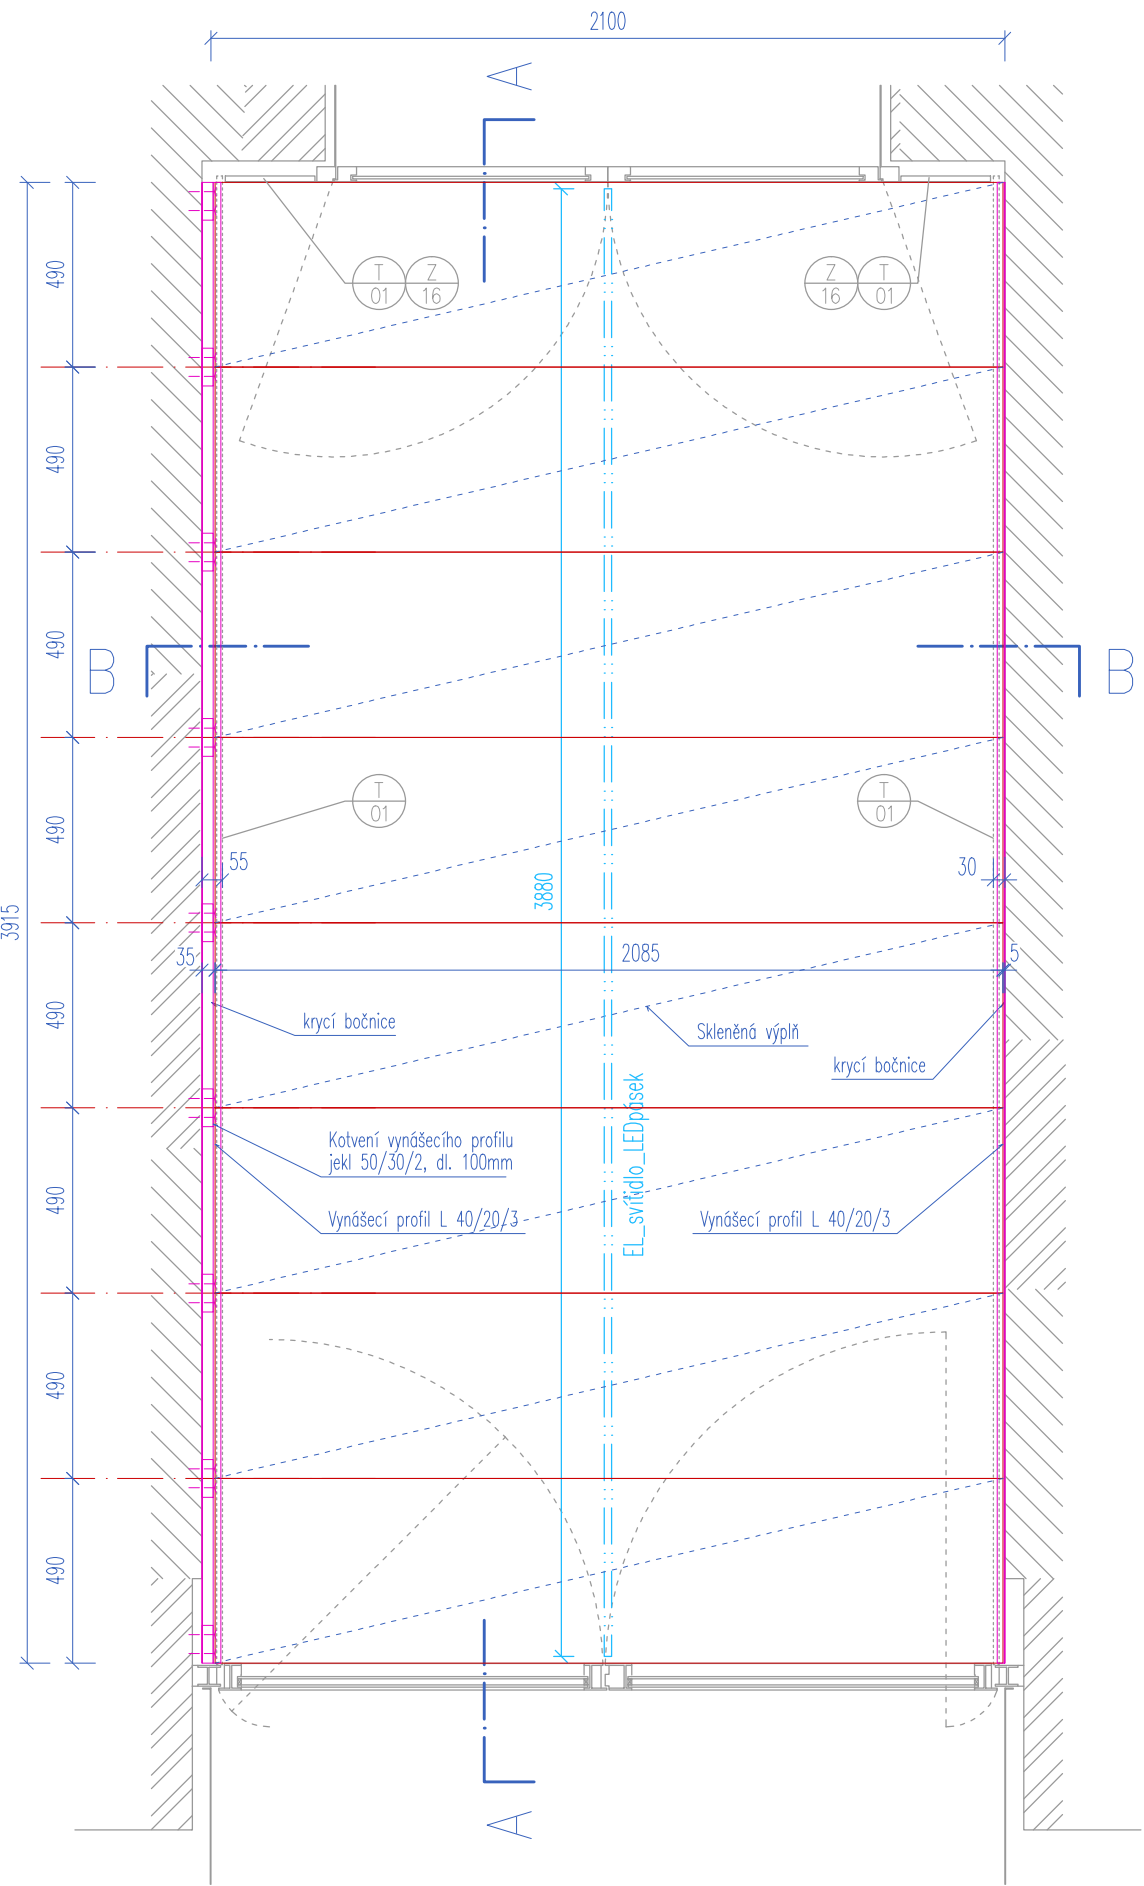 2100
A
490
T
01
Z
16
Z
16
T
01
490
490
B
B
490
T
01
T
01
55
30
3880
3915
35
2085
5
490
krycí bočnice
Skleněná výplň
krycí bočnice
EL_svítidlo_LEDpásek
Kotvení vynášecího profilu
jekl 50/30/2, dl. 100mm
490
Vynášecí profil L 40/20/3
Vynášecí profil L 40/20/3
490
490
A